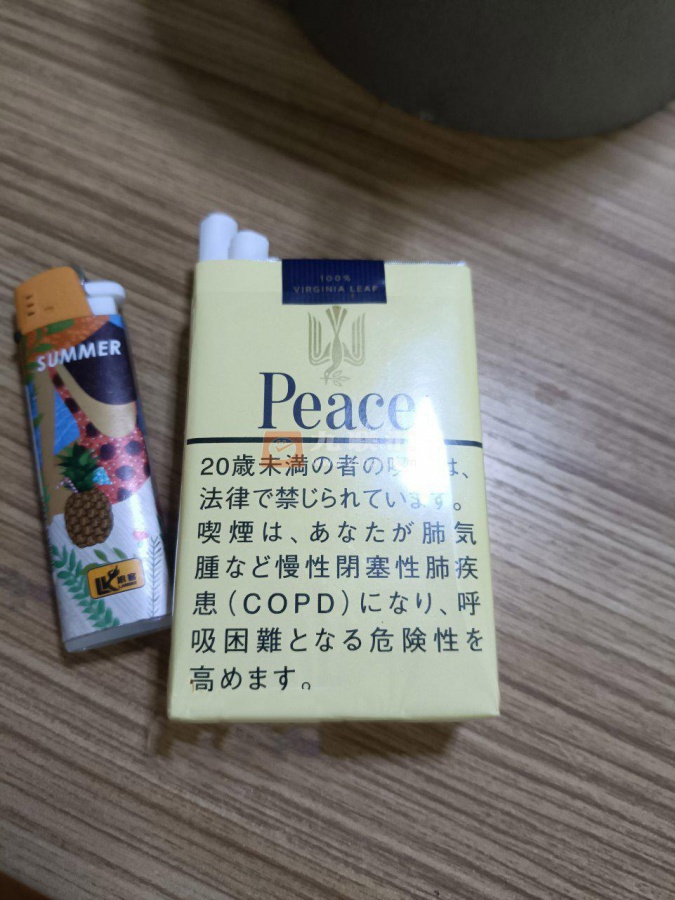 100%
VIRGINIA LEAF
Peace
20歳未満の者の喫 は、
法律で禁じられています。
喫煙は、あなたが肺気
腫など慢性閉塞性肺疾
患(COPD)になり、呼
吸困難となる危険性を
高めます。
SUMMER
LK